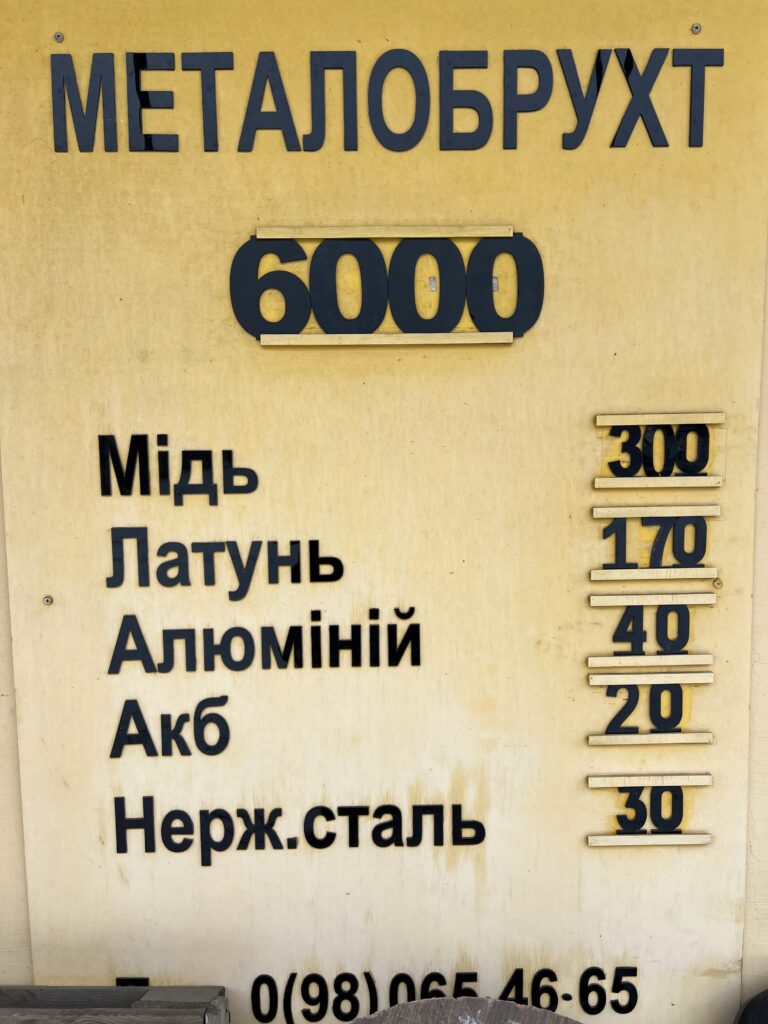 МЕТАЛОБРУХТ
6000
Мідь 300
Латунь 170
Алюміній 40
Акб 20
Нерж.сталь 30
0(98)065-46-65